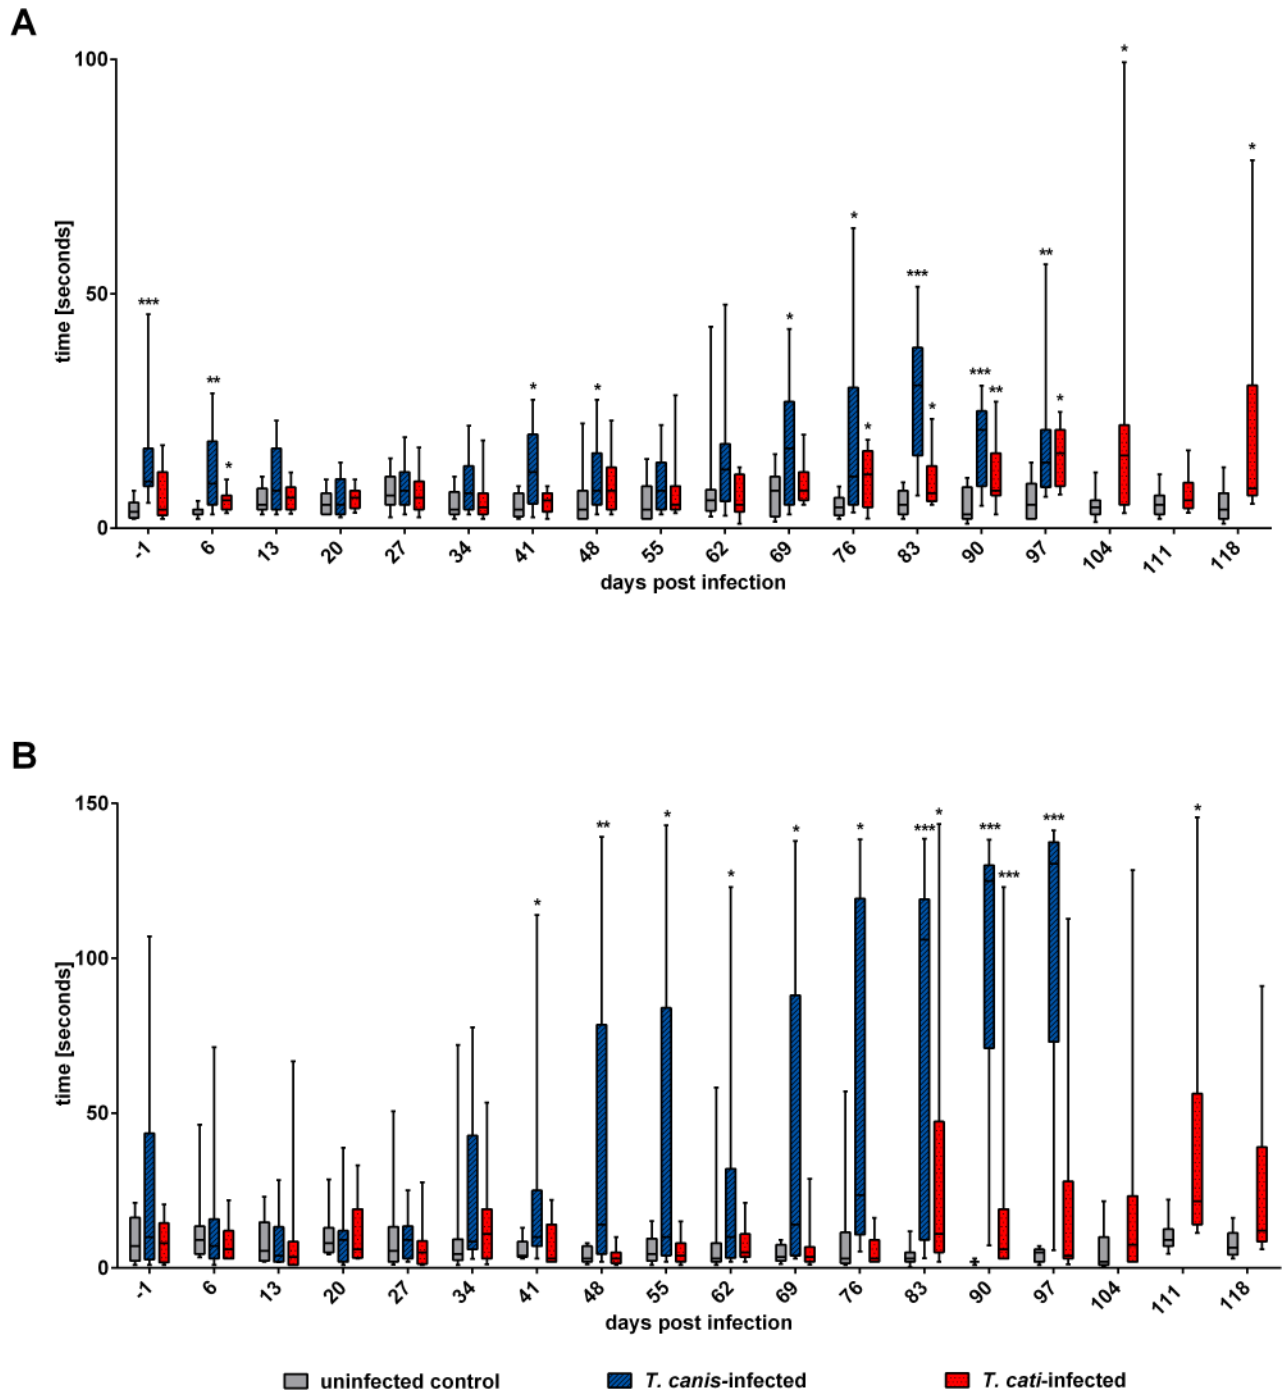 A
100
50
0
time [seconds]
*** ** * * * * * * *** * *** ** ** * * *
-1 6 13 20 27 34 41 48 55 62 69 76 83 90 97 104 111 118
days post infection
B
150
100
50
0
time [seconds]
* ** * * * * *** * *** *** *** *
-1 6 13 20 27 34 41 48 55 62 69 76 83 90 97 104 111 118
days post infection
uninfected control T. canis-infected T. cati-infected